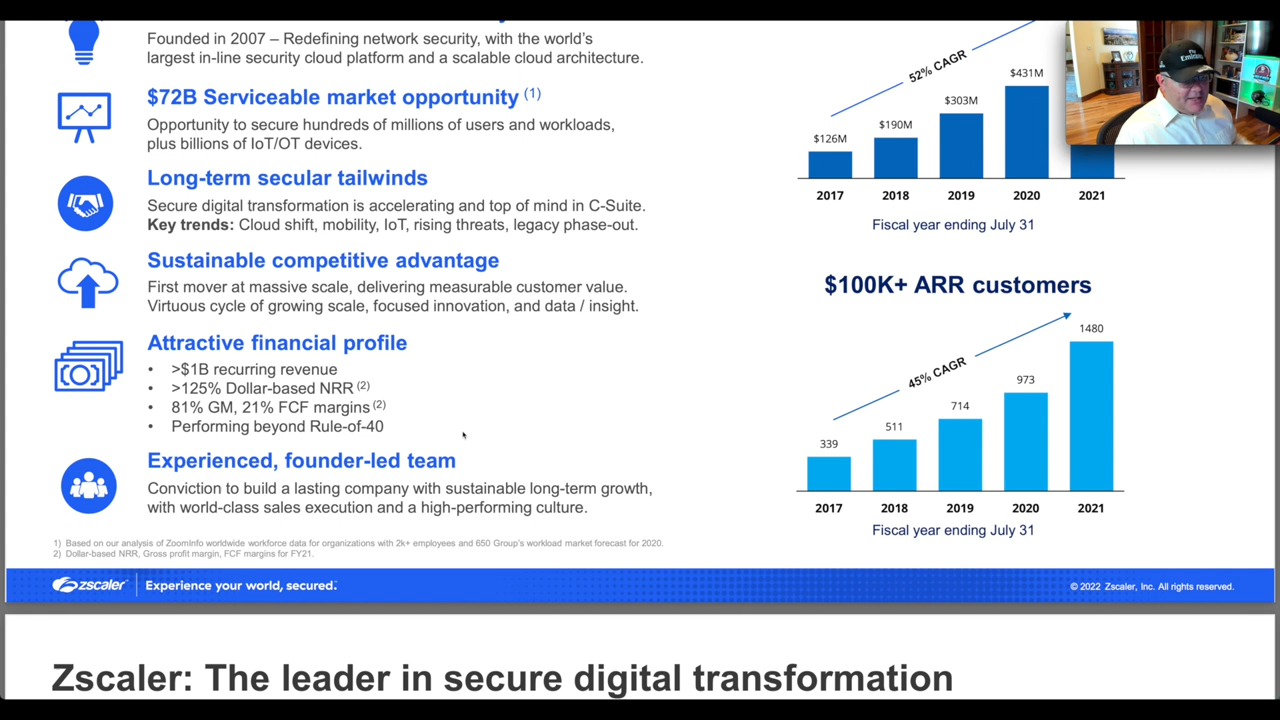 Founded in 2007 – Redefining network security, with the world's
largest in-line security cloud platform and a scalable cloud architecture.
$72B Serviceable market opportunity (1)
Opportunity to secure hundreds of millions of users and workloads,
plus billions of IoT/OT devices.
Long-term secular tailwinds
Secure digital transformation is accelerating and top of mind in C-Suite.
Key trends: Cloud shift, mobility, IoT, rising threats, legacy phase-out.
Sustainable competitive advantage
First mover at massive scale, delivering measurable customer value.
Virtuous cycle of growing scale, focused innovation, and data / insight.
Attractive financial profile
• >$1B recurring revenue
• >125% Dollar-based NRR (2)
• 81% GM, 21% FCF margins (2)
• Performing beyond Rule-of-40
Experienced, founder-led team
Conviction to build a lasting company with sustainable long-term growth,
with world-class sales execution and a high-performing culture.
1) Based on our analysis of ZoomInfo worldwide workforce data for organizations with 2k+ employees and 650 Group's workload market forecast for 2020.
2) Dollar-based NRR, Gross profit margin, FCF margins for FY21.
52% CAGR
$126M
$190M
$303M
$431M
2017 2018 2019 2020 2021
Fiscal year ending July 31
$100K+ ARR customers
45% CAGR
339
511
714
973
1480
2017 2018 2019 2020 2021
Fiscal year ending July 31
zscaler Experience your world, secured.™
© 2022 Zscaler, Inc. All rights reserved.
Zscaler: The leader in secure digital transformation